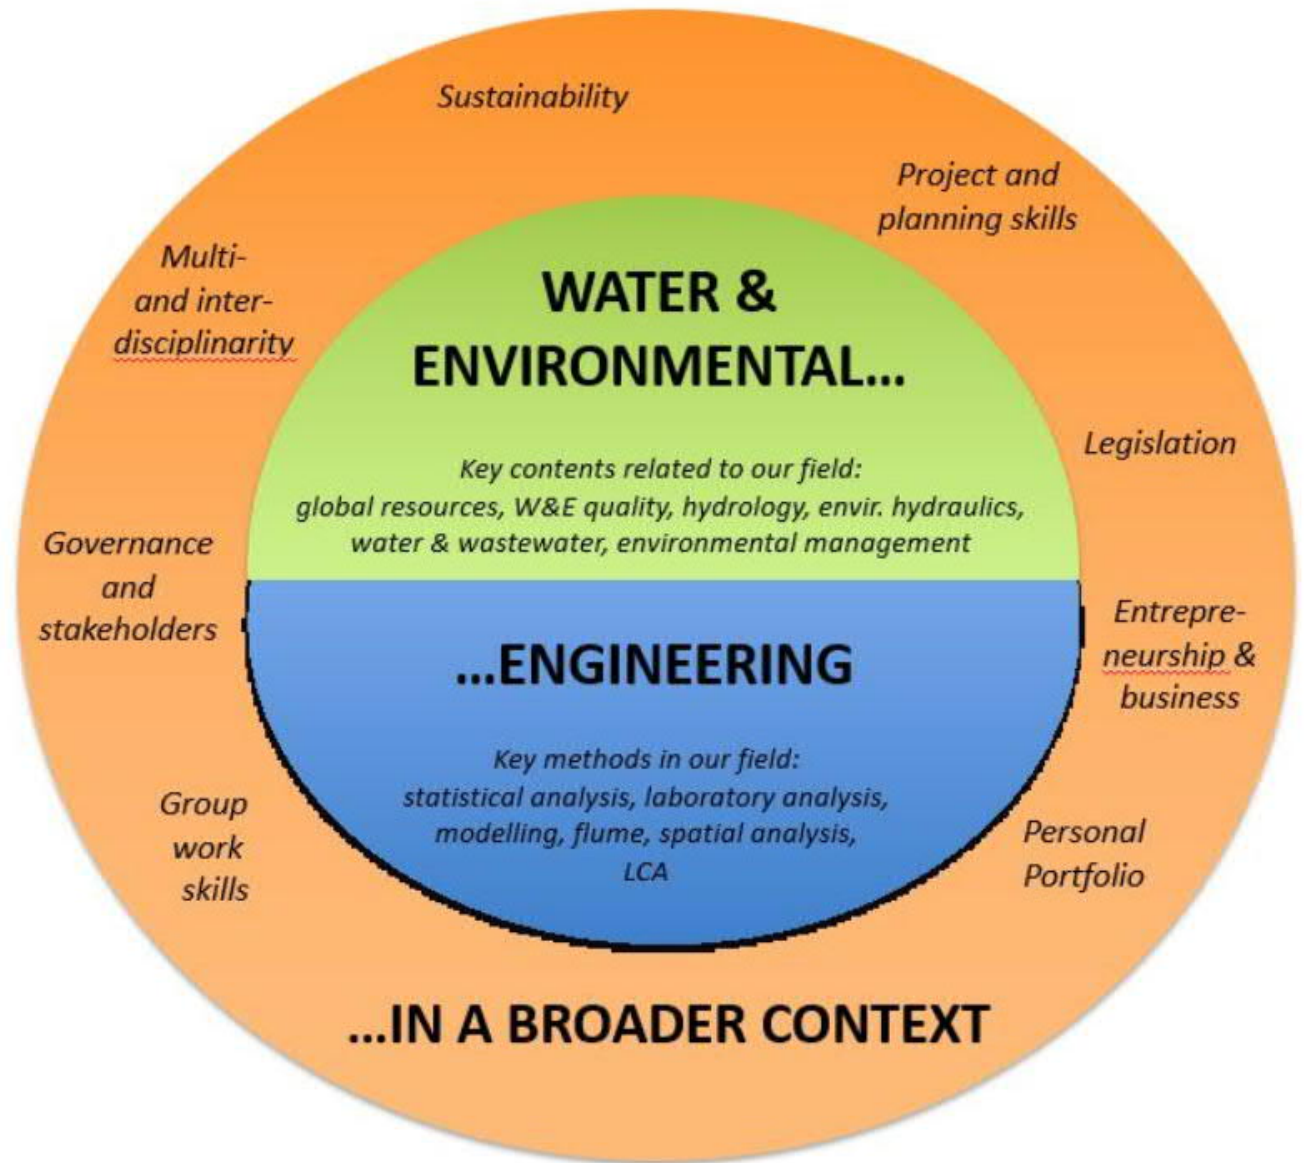 Sustainability
Project and
planning skills
Multi-
and inter-
disciplinarity
WATER &
ENVIRONMENTAL...
Key contents related to our field:
global resources, W&E quality, hydrology, envir. hydraulics,
water & wastewater, environmental management
Legislation
Governance
and
stakeholders
Entrepre-
neurship &
business
...ENGINEERING
Key methods in our field:
statistical analysis, laboratory analysis,
modelling, flume, spatial analysis,
LCA
Group
work
skills
Personal
Portfolio
...IN A BROADER CONTEXT